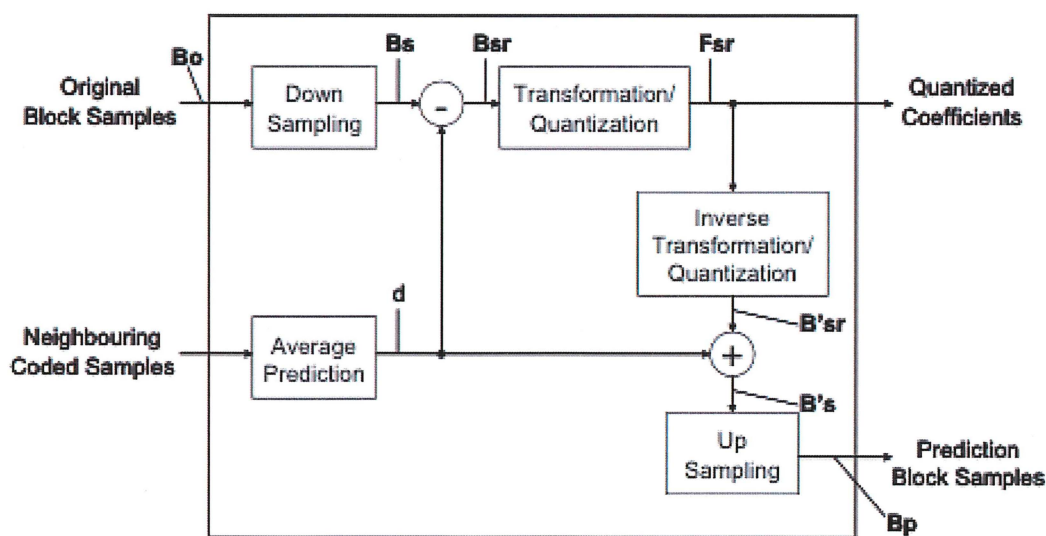 Bo
Bs
Bsr
Fsr
Original
Block Samples
Down
Sampling
-
Transformation/
Quantization
Quantized
Coefficients
Inverse
Transformation/
Quantization
d
B'sr
Neighbouring
Coded Samples
Average
Prediction
+
B's
Up
Sampling
Prediction
Block Samples
Bp